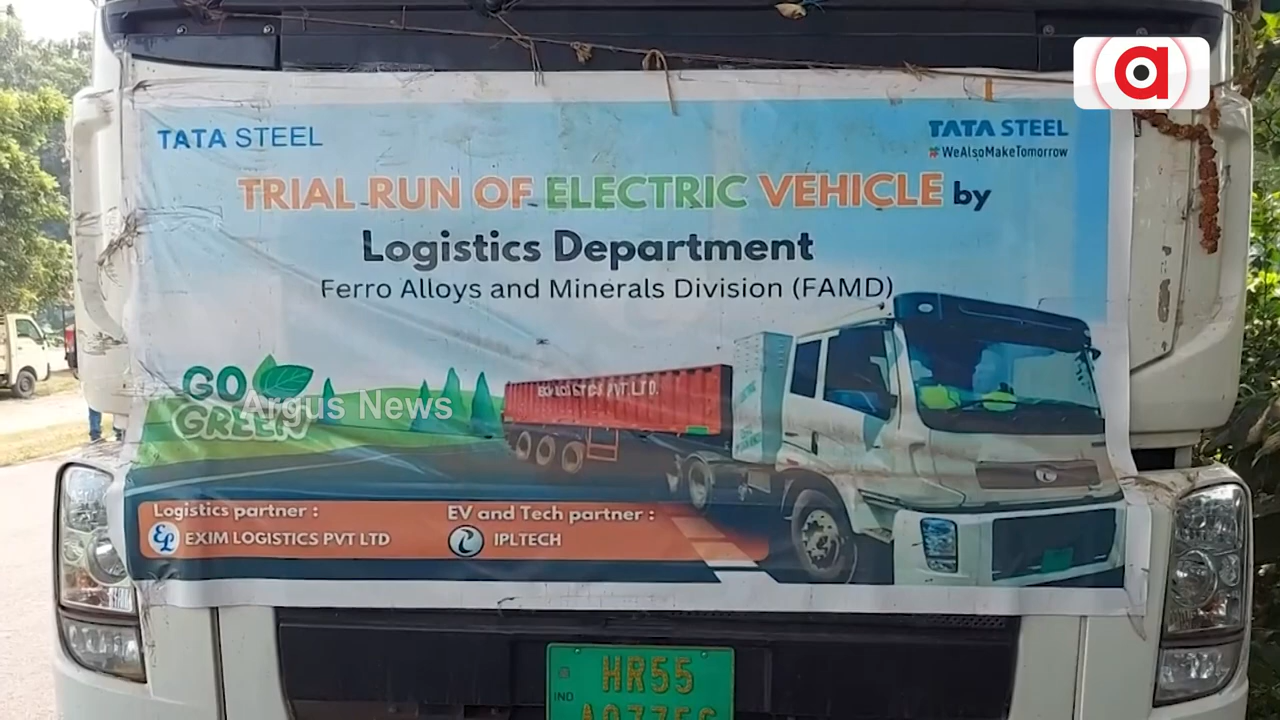 a
TATA STEEL
TATA STEEL
#WeAlsoMakeTomorrow
TRIAL RUN OF ELECTRIC VEHICLE by
Logistics Department
Ferro Alloys and Minerals Division (FAMD)
GO
GREEN
Argus News
Logistics partner :
EXIM LOGISTICS PVT LTD
EV and Tech partner :
IPLTECH
IND
HR55